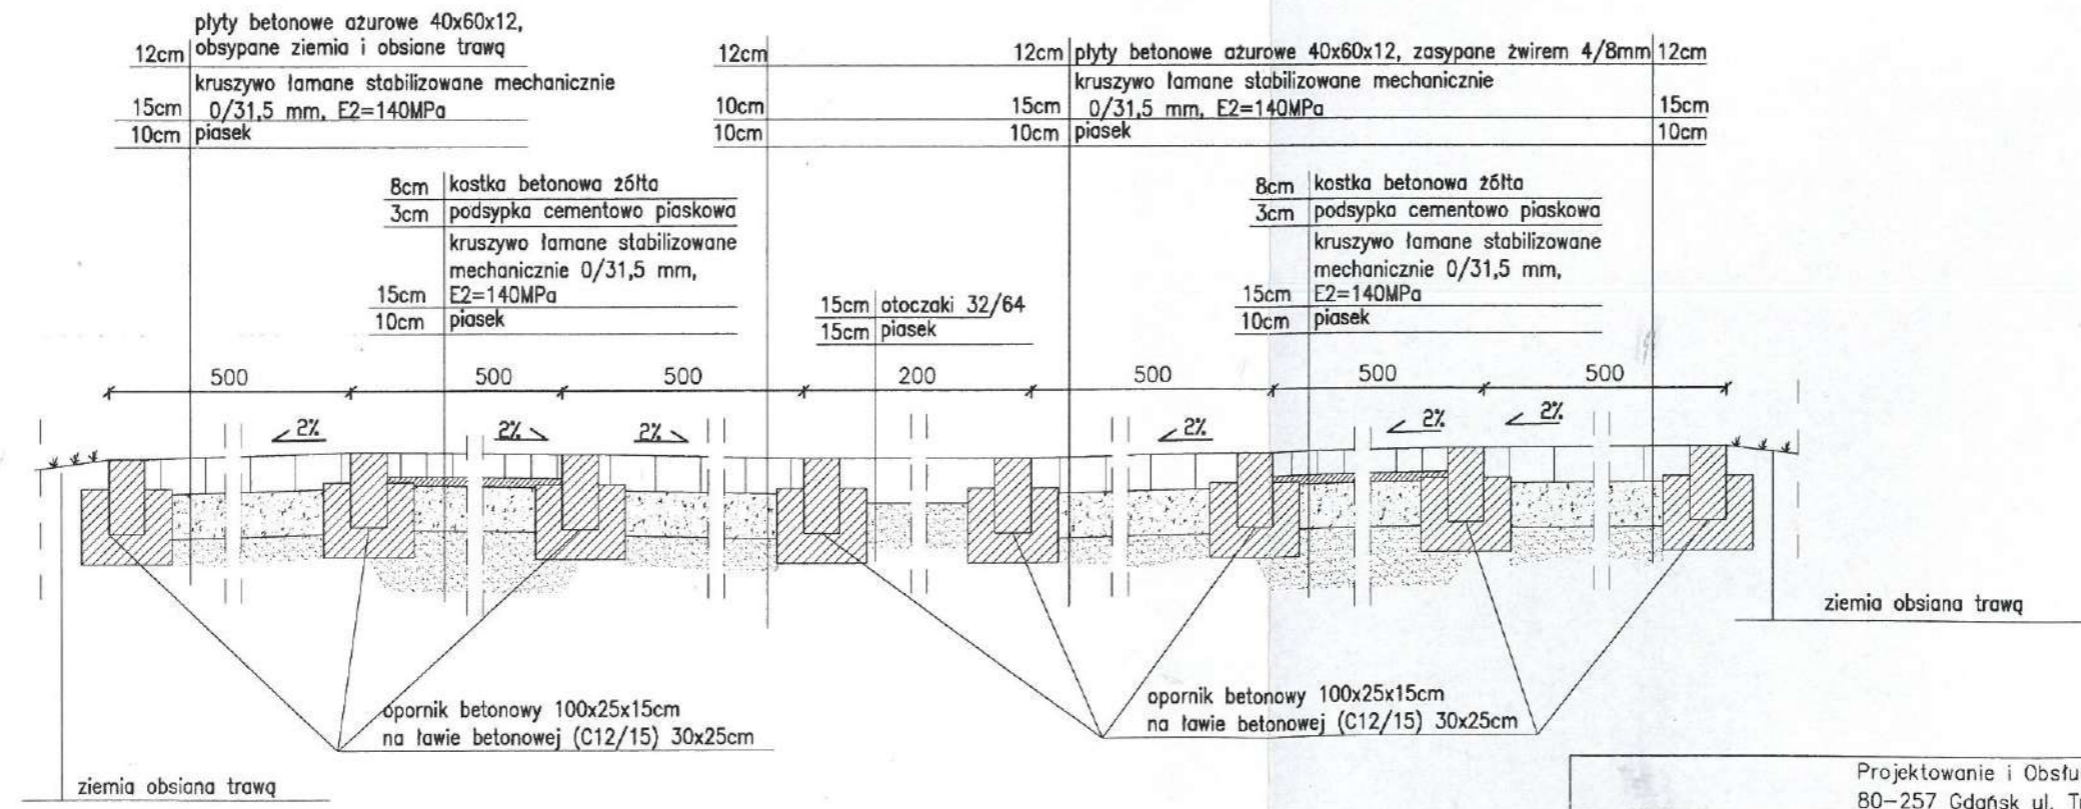 płyty betonowe ażurowe 40x60x12,
12cm obsypane ziemia i obsiane trawą
kruszywo łamane stabilizowane mechanicznie
15cm 0/31,5 mm, E2=140MPa
10cm piasek
12cm
10cm
10cm
12cm płyty betonowe ażurowe 40x60x12, zasypane żwirem 4/8mm 12cm
kruszywo łamane stabilizowane mechanicznie
15cm 0/31,5 mm, E2=140MPa 15cm
10cm piasek 10cm
8cm kostka betonowa żółta
3cm podsypka cementowo piaskowa
kruszywo łamane stabilizowane
mechanicznie 0/31,5 mm,
15cm E2=140MPa
10cm piasek
15cm otoczaki 32/64
15cm piasek
8cm kostka betonowa żółta
3cm podsypka cementowo piaskowa
kruszywo łamane stabilizowane
mechanicznie 0/31,5 mm,
15cm E2=140MPa
10cm piasek
500 500 500 200 500 500 500
2% 2% 2% 2% 2% 2%
ziemia obsiana trawą
opornik betonowy 100x25x15cm
na ławie betonowej (C12/15) 30x25cm
opornik betonowy 100x25x15cm
na ławie betonowej (C12/15) 30x25cm
ziemia obsiana trawą
Projektowanie i Obsłu
80-257 Gdańsk ul. T